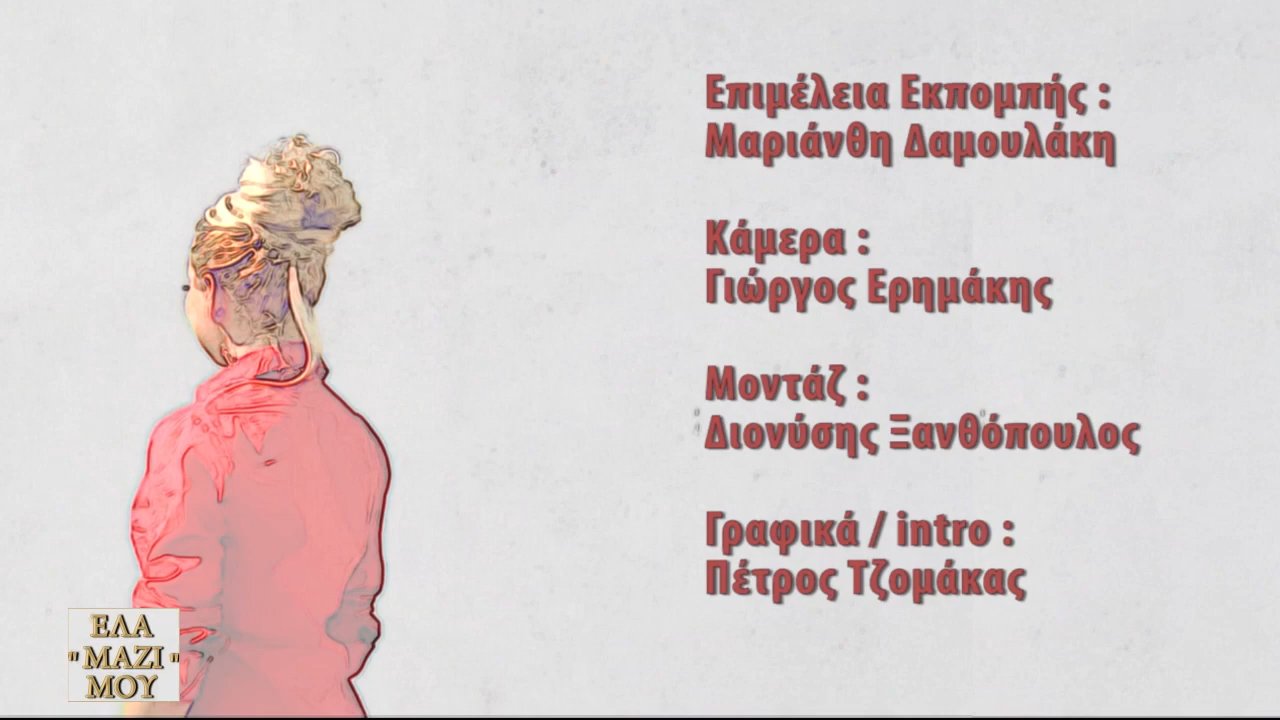 Επιμέλεια Εκπομπής :
Μαριάνθη Δαμουλάκη
Κάμερα :
Γιώργος Ερημάκης
Μοντάζ :
Διονύσης Ξανθόπουλος
Γραφικά / intro :
Πέτρος Τζομάκας
ΕΛΑ
"ΜΑΖΙ"
ΜΟΥ